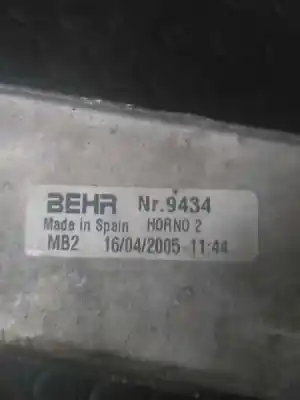 BEHR Nr.9434
Made in Spain HORNO 2
MB2 16/04/2005-11:44